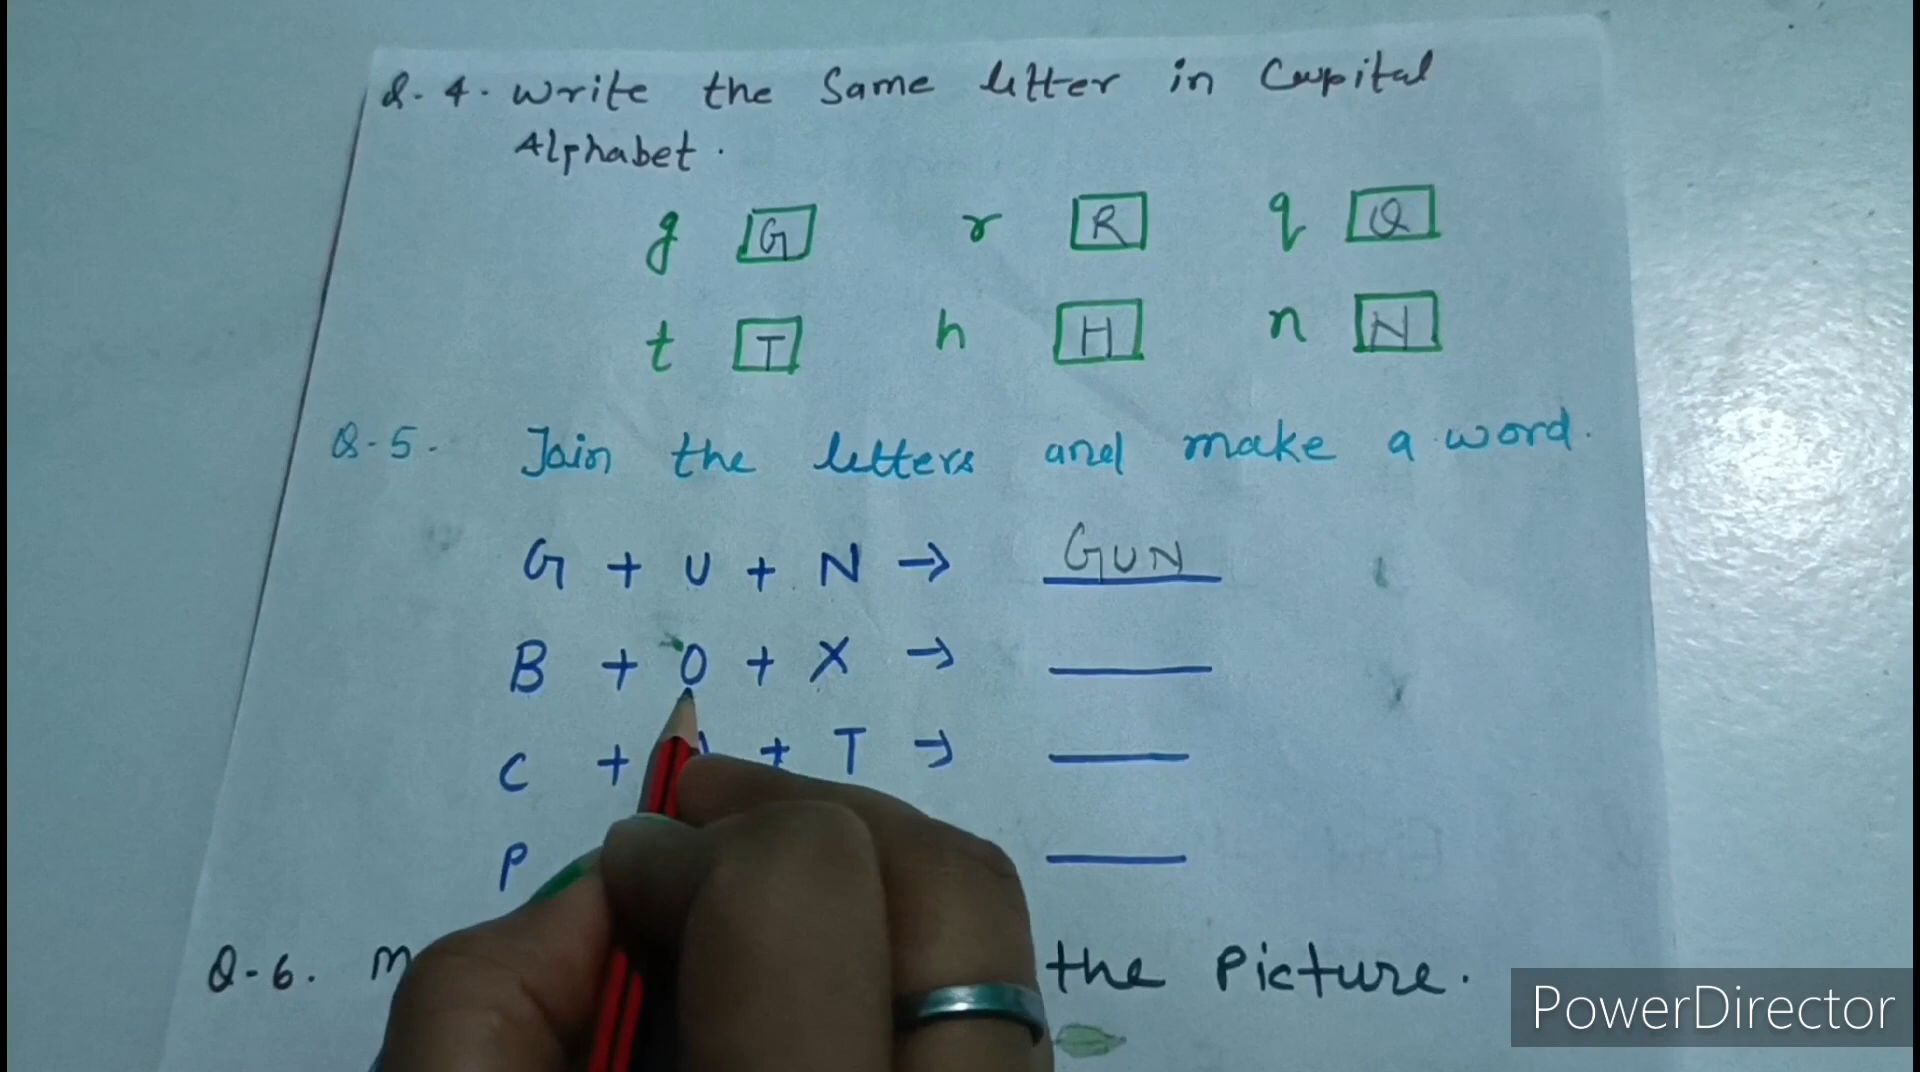 Q-4. Write the Same letter in Capital
Alphabet.
g G r R q Q
t T h H n N
Q-5. Join the letters and make a word.
G + U + N → GUN
B + O + X →
C + + T →
P
Q-6. the Picture.
PowerDirector